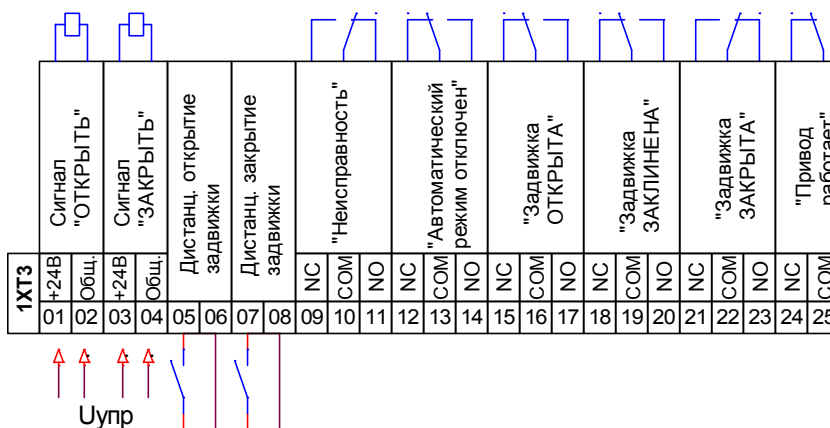 Сигнал
"ОТКРЫТЬ"
Сигнал
"ЗАКРЫТЬ"
Дистанц. открытие
задвижки
Дистанц. закрытие
задвижки
"Неисправность"
"Автоматический
режим отключен"
"Задвижка
ОТКРЫТА"
"Задвижка
ЗАКЛИНЕНА"
"Задвижка
ЗАКРЫТА"
"Привод
работает"
1XT3
+24В Общ. +24В Общ. NC COM NO NC COM NO NC COM NO NC COM NO NC COM NO NC COM
01 02 03 04 05 06 07 08 09 10 11 12 13 14 15 16 17 18 19 20 21 22 23 24 25
Uупр